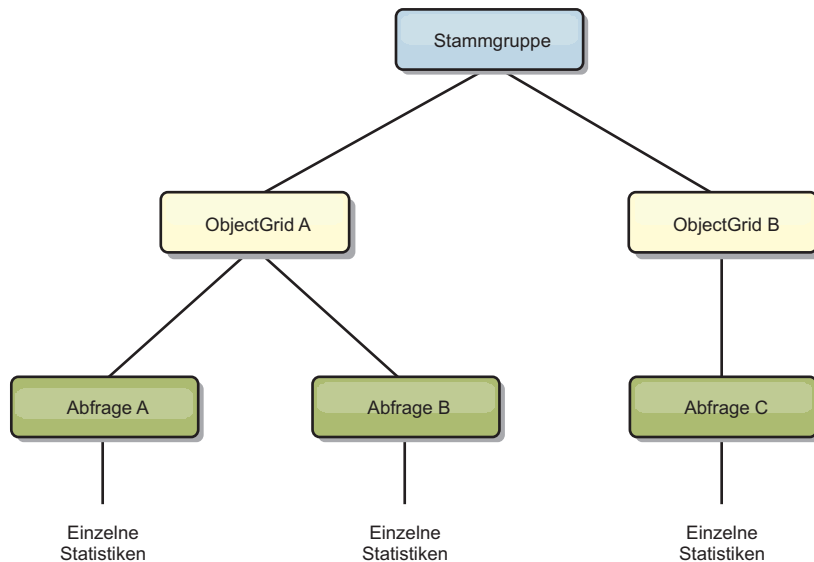 Stammgruppe
ObjectGrid A
ObjectGrid B
Abfrage A
Abfrage B
Abfrage C
Einzelne
Statistiken
Einzelne
Statistiken
Einzelne
Statistiken